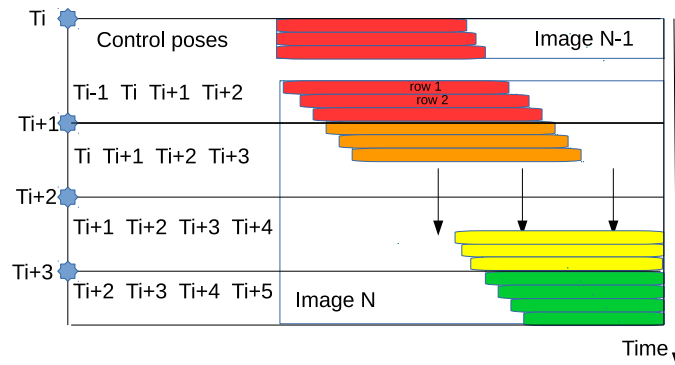 Ti
Control poses
Image N-1
Ti-1 Ti Ti+1 Ti+2
row 1
row 2
Ti+1
Ti Ti+1 Ti+2 Ti+3
Ti+2
Ti+1 Ti+2 Ti+3 Ti+4
Ti+3
Ti+2 Ti+3 Ti+4 Ti+5
Image N
Time